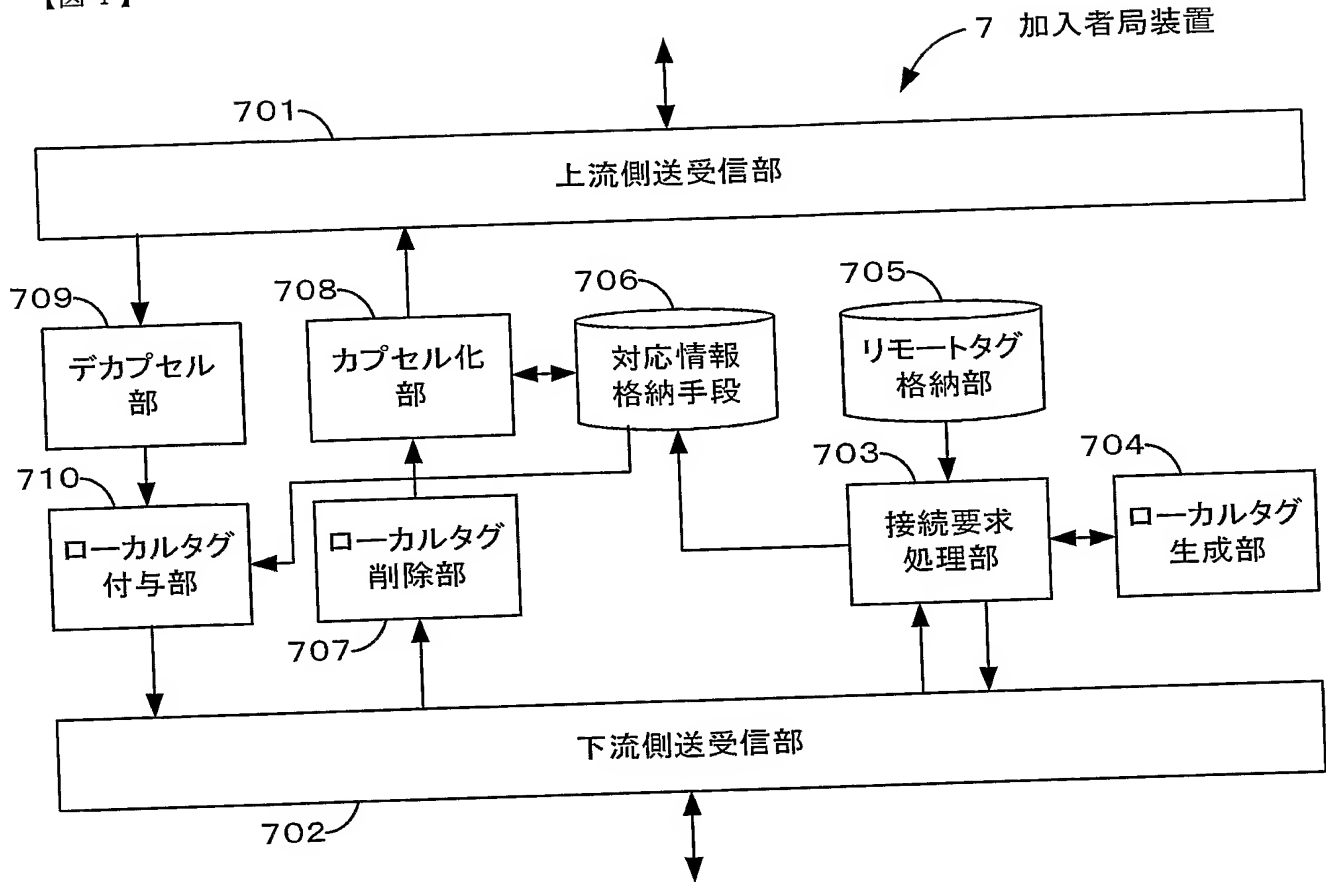 7 加入者局装置
701
上流側送受信部
709
デカプセル
部
708
カプセル化
部
706
対応情報
格納手段
705
リモートタグ
格納部
710
ローカルタグ
付与部
ローカルタグ
削除部
707
703
接続要求
処理部
704
ローカルタグ
生成部
下流側送受信部
702